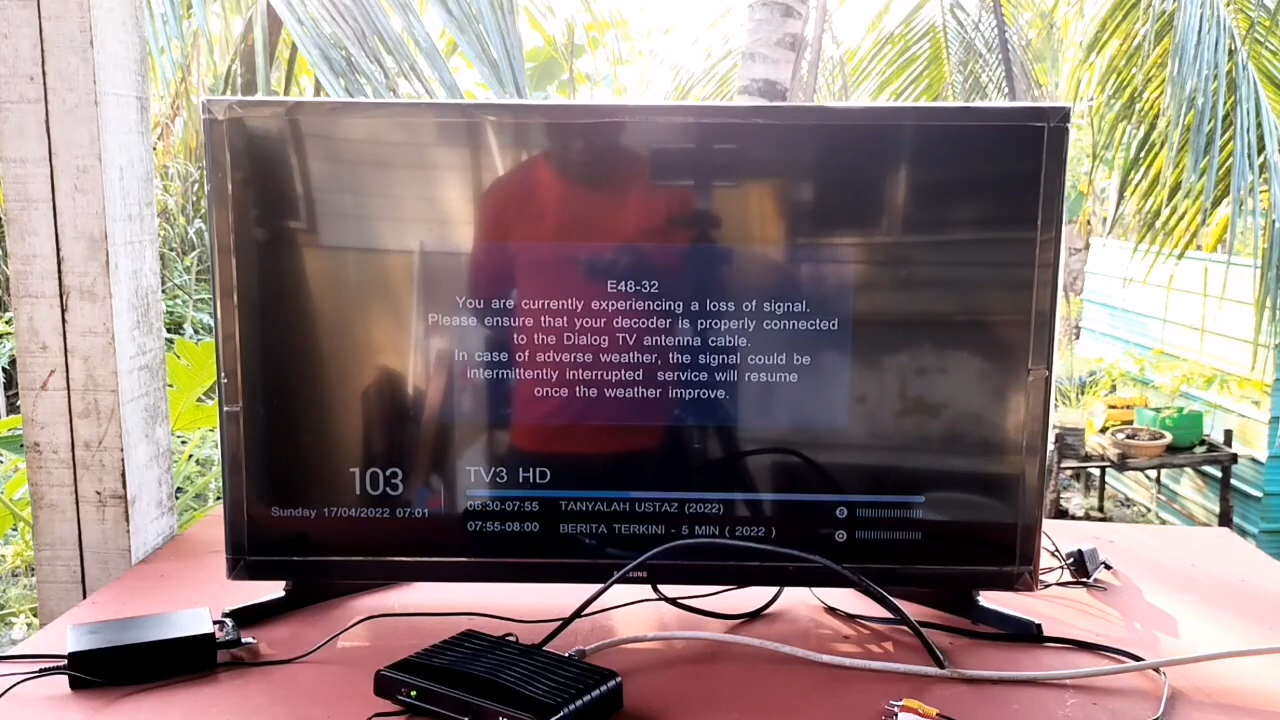 E48-32
You are currently experiencing a loss of signal.
Please ensure that your decoder is properly connected
to the Dialog TV antenna cable.
In case of adverse weather, the signal could be
intermittently interrupted service will resume
once the weather improve.
103
TV3 HD
Sunday 17/04/2022 07:01
06:30-07:55 TANYALAH USTAZ (2022)
S
07:55-08:00 BERITA TERKINI - 5 MIN ( 2022 )
Q
SAMSUNG